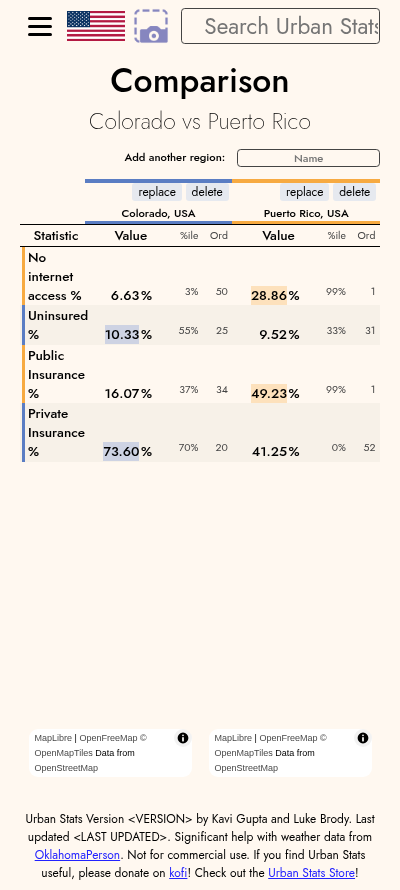 Search Urban Stats
Comparison
Colorado vs Puerto Rico
Add another region: Name
replace delete replace delete
Colorado, USA Puerto Rico, USA
Statistic Value %ile Ord Value %ile Ord
No
internet
access % 6.63% 3% 50 28.86% 99% 1
Uninsured
% 10.33% 55% 25 9.52% 33% 31
Public
Insurance
% 16.07% 37% 34 49.23% 99% 1
Private
Insurance
% 73.60% 70% 20 41.25% 0% 52
MapLibre | OpenFreeMap ©
OpenMapTiles Data from
OpenStreetMap
MapLibre | OpenFreeMap ©
OpenMapTiles Data from
OpenStreetMap
Urban Stats Version <VERSION> by Kavi Gupta and Luke Brody. Last
updated <LAST UPDATED>. Significant help with weather data from
OklahomaPerson. Not for commercial use. If you find Urban Stats
useful, please donate on kofi! Check out the Urban Stats Store!